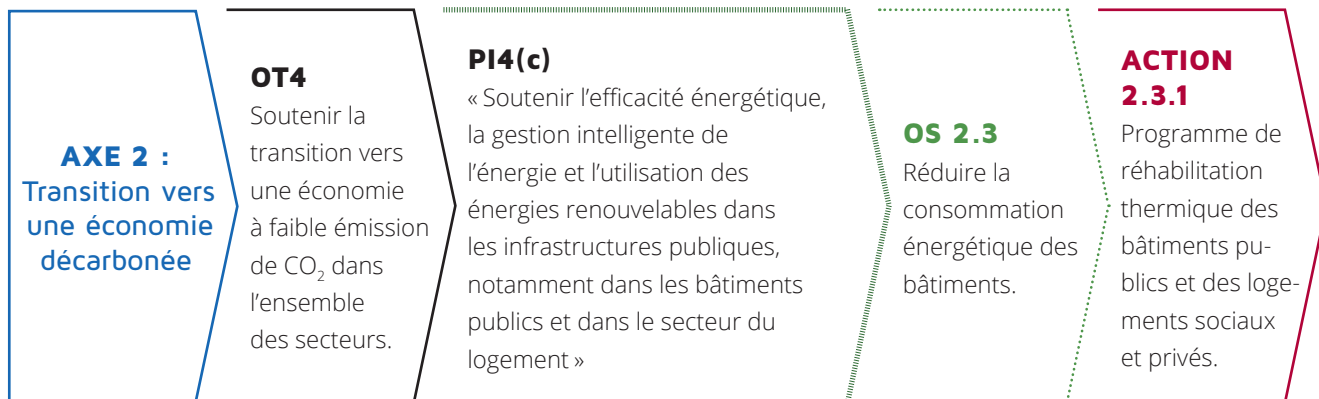 AXE 2 :
Transition vers
une économie
décarbonée
OT4
Soutenir la
transition vers
une économie
à faible émission
de CO₂ dans
l'ensemble
des secteurs.
PI4(c)
« Soutenir l'efficacité énergétique,
la gestion intelligente de
l'énergie et l'utilisation des
énergies renouvelables dans
les infrastructures publiques,
notamment dans les bâtiments
publics et dans le secteur du
logement »
OS 2.3
Réduire la
consommation
énergétique des
bâtiments.
ACTION
2.3.1
Programme de
réhabilitation
thermique des
bâtiments pu-
blics et des loge-
ments sociaux
et privés.